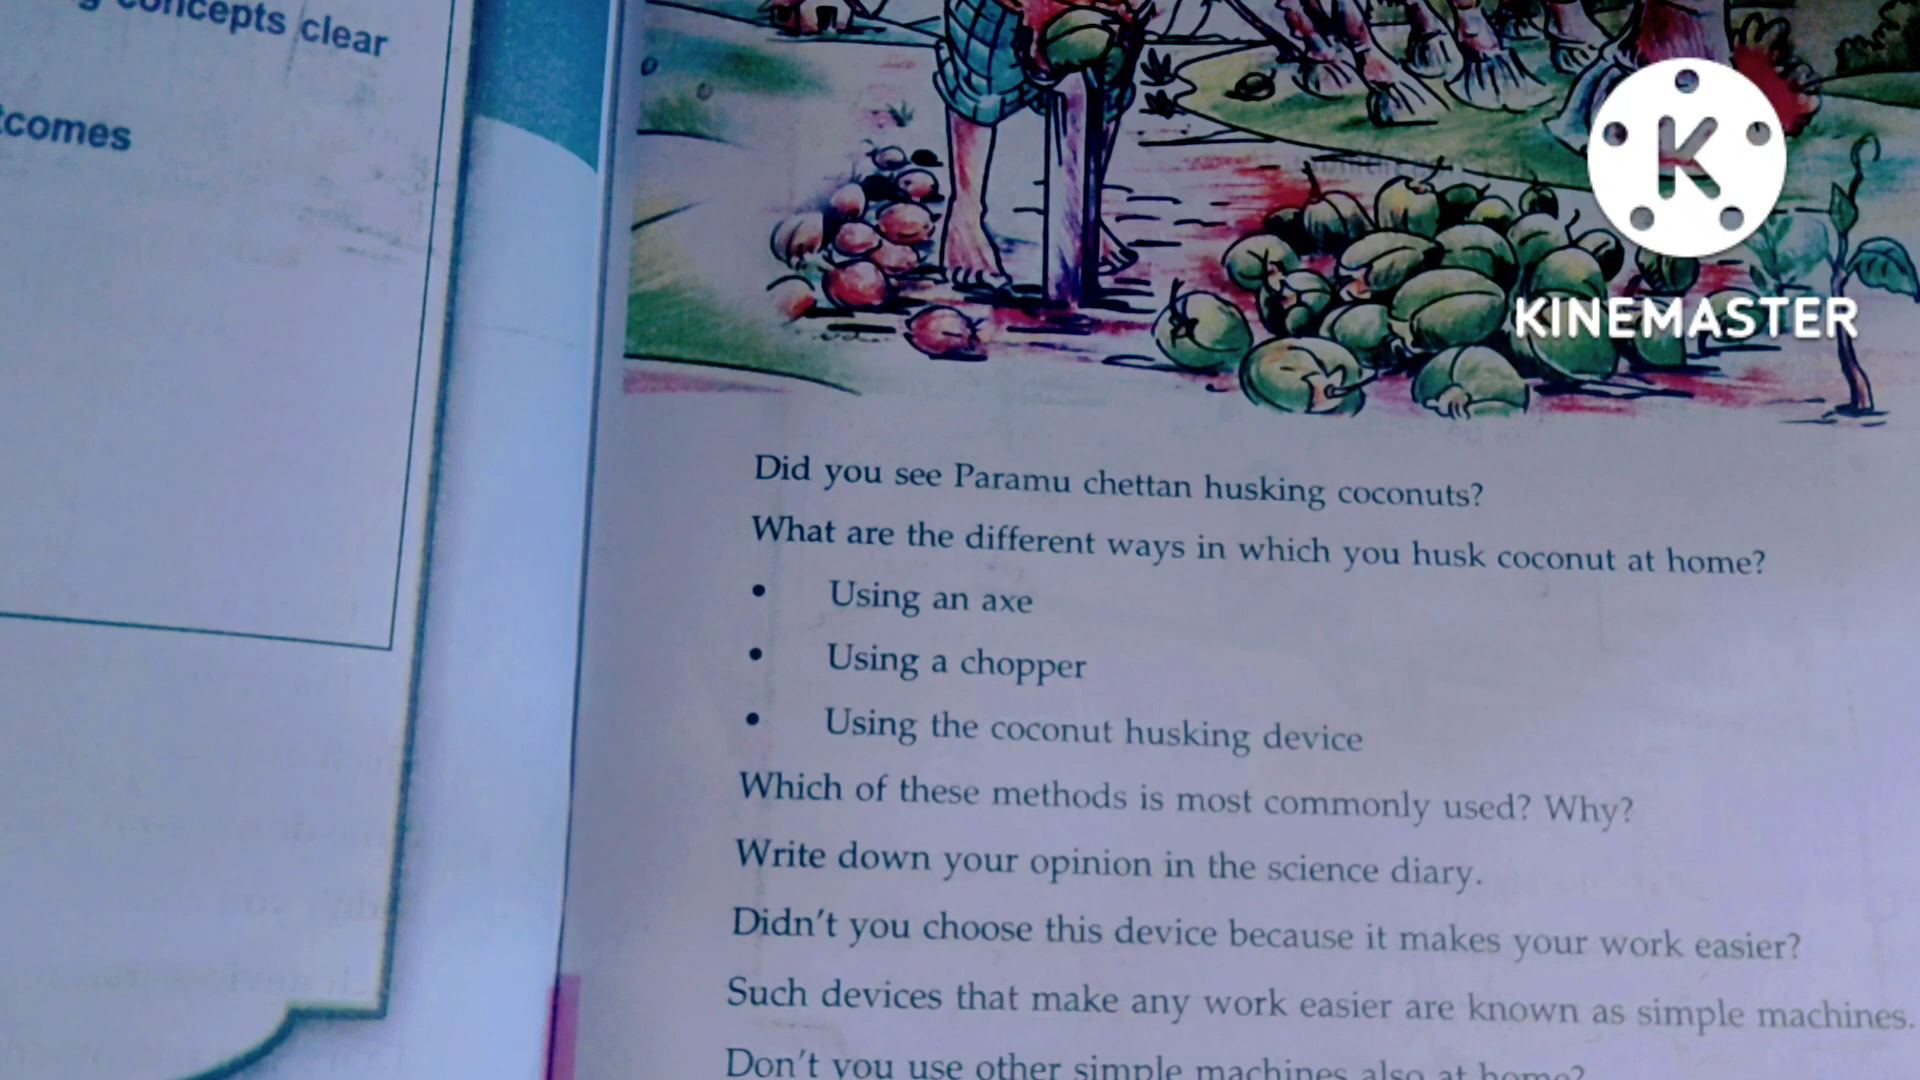 concepts clear
comes
K
KINEMASTER
Did you see Paramu chettan husking coconuts?
What are the different ways in which you husk coconut at home?
• Using an axe
• Using a chopper
• Using the coconut husking device
Which of these methods is most commonly used? Why?
Write down your opinion in the science diary.
Didn't you choose this device because it makes your work easier?
Such devices that make any work easier are known as simple machines.
Don't you use other simple machines also at home?